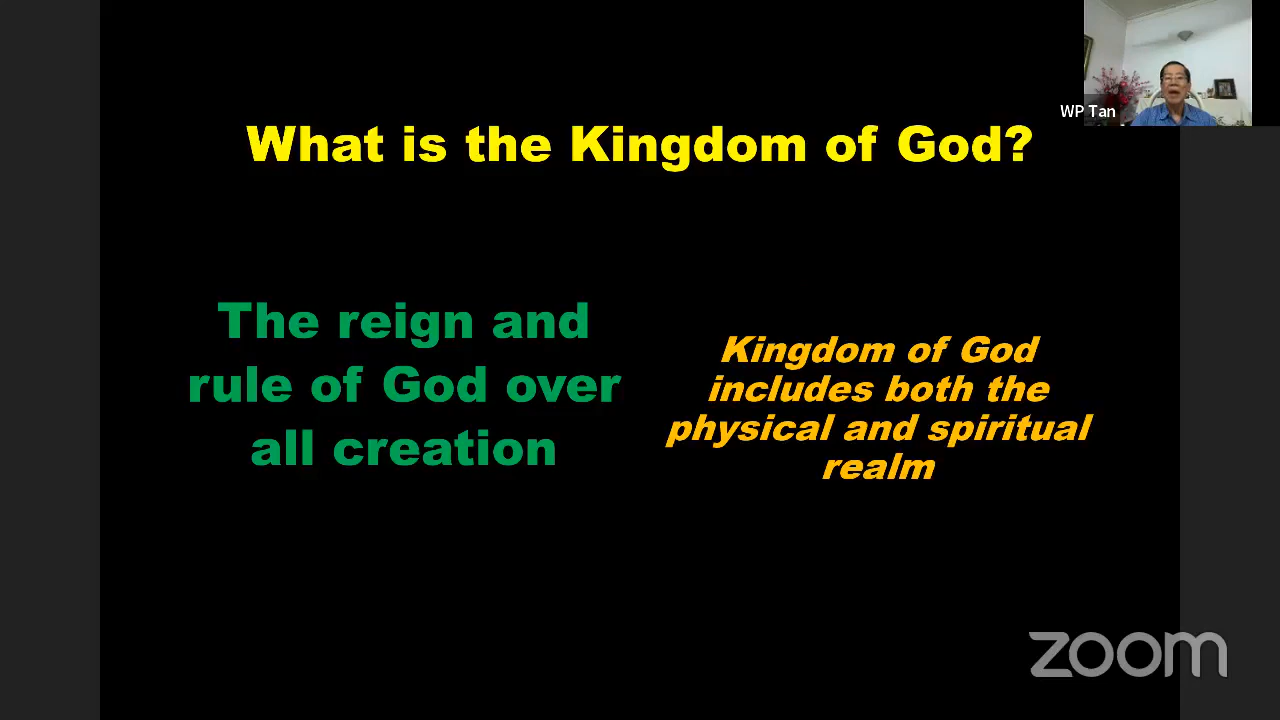 WP Tan
What is the Kingdom of God?
The reign and
rule of God over
all creation
Kingdom of God
includes both the
physical and spiritual
realm
zoom